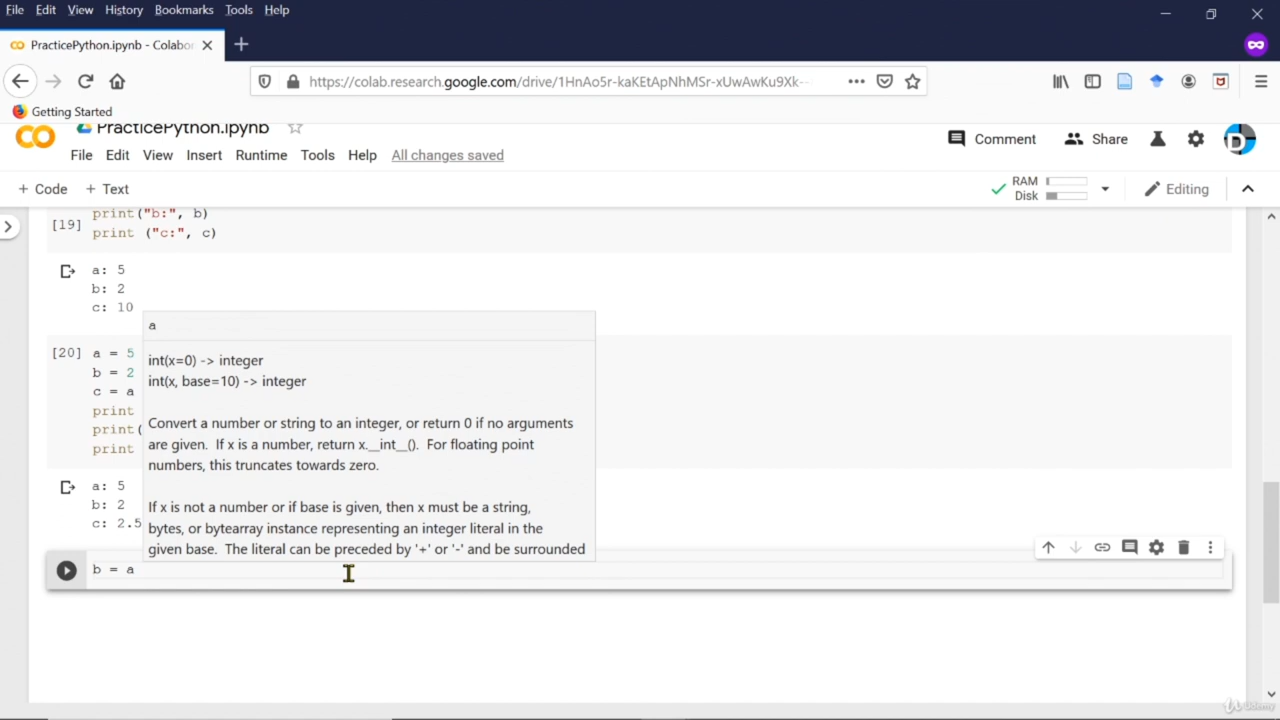 File Edit View History Bookmarks Tools Help
PracticePython.ipynb - Colabor
https://colab.research.google.com/drive/1HnAo5r-kaKEtApNhMSr-xUwAwKu9Xk-
Getting Started
PracticePython.ipynb
File Edit View Insert Runtime Tools Help All changes saved
Comment Share
+ Code + Text
RAM
Disk
Editing
print("b:", b)
[19]
print ("c:", c)
a: 5
b: 2
c: 10
a
int(x=0) -> integer
int(x, base=10) -> integer
Convert a number or string to an integer, or return 0 if no arguments
are given. If x is a number, return x.__int__(). For floating point
numbers, this truncates towards zero.
If x is not a number or if base is given, then x must be a string,
bytes, or bytearray instance representing an integer literal in the
given base. The literal can be preceded by '+' or '-' and be surrounded
[20] a = 5
b = 2
c = a
print
print(
print
a: 5
b: 2
c: 2.5
b = a
Udemy